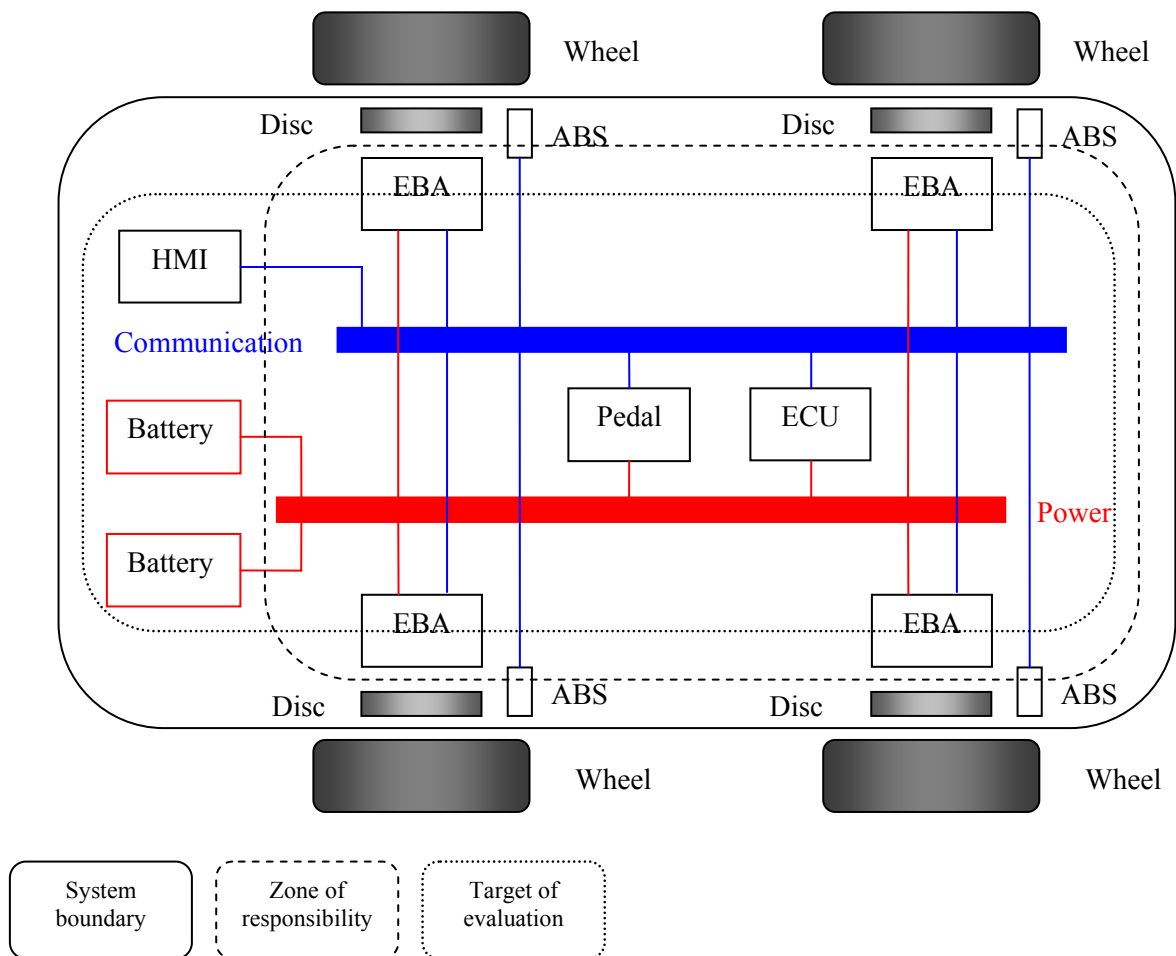 Wheel
Wheel
Disc
ABS
Disc
ABS
EBA
EBA
HMI
Communication
Battery
Pedal
ECU
Power
Battery
EBA
EBA
Disc
ABS
Disc
ABS
Wheel
Wheel
System
boundary
Zone of
responsibility
Target of
evaluation